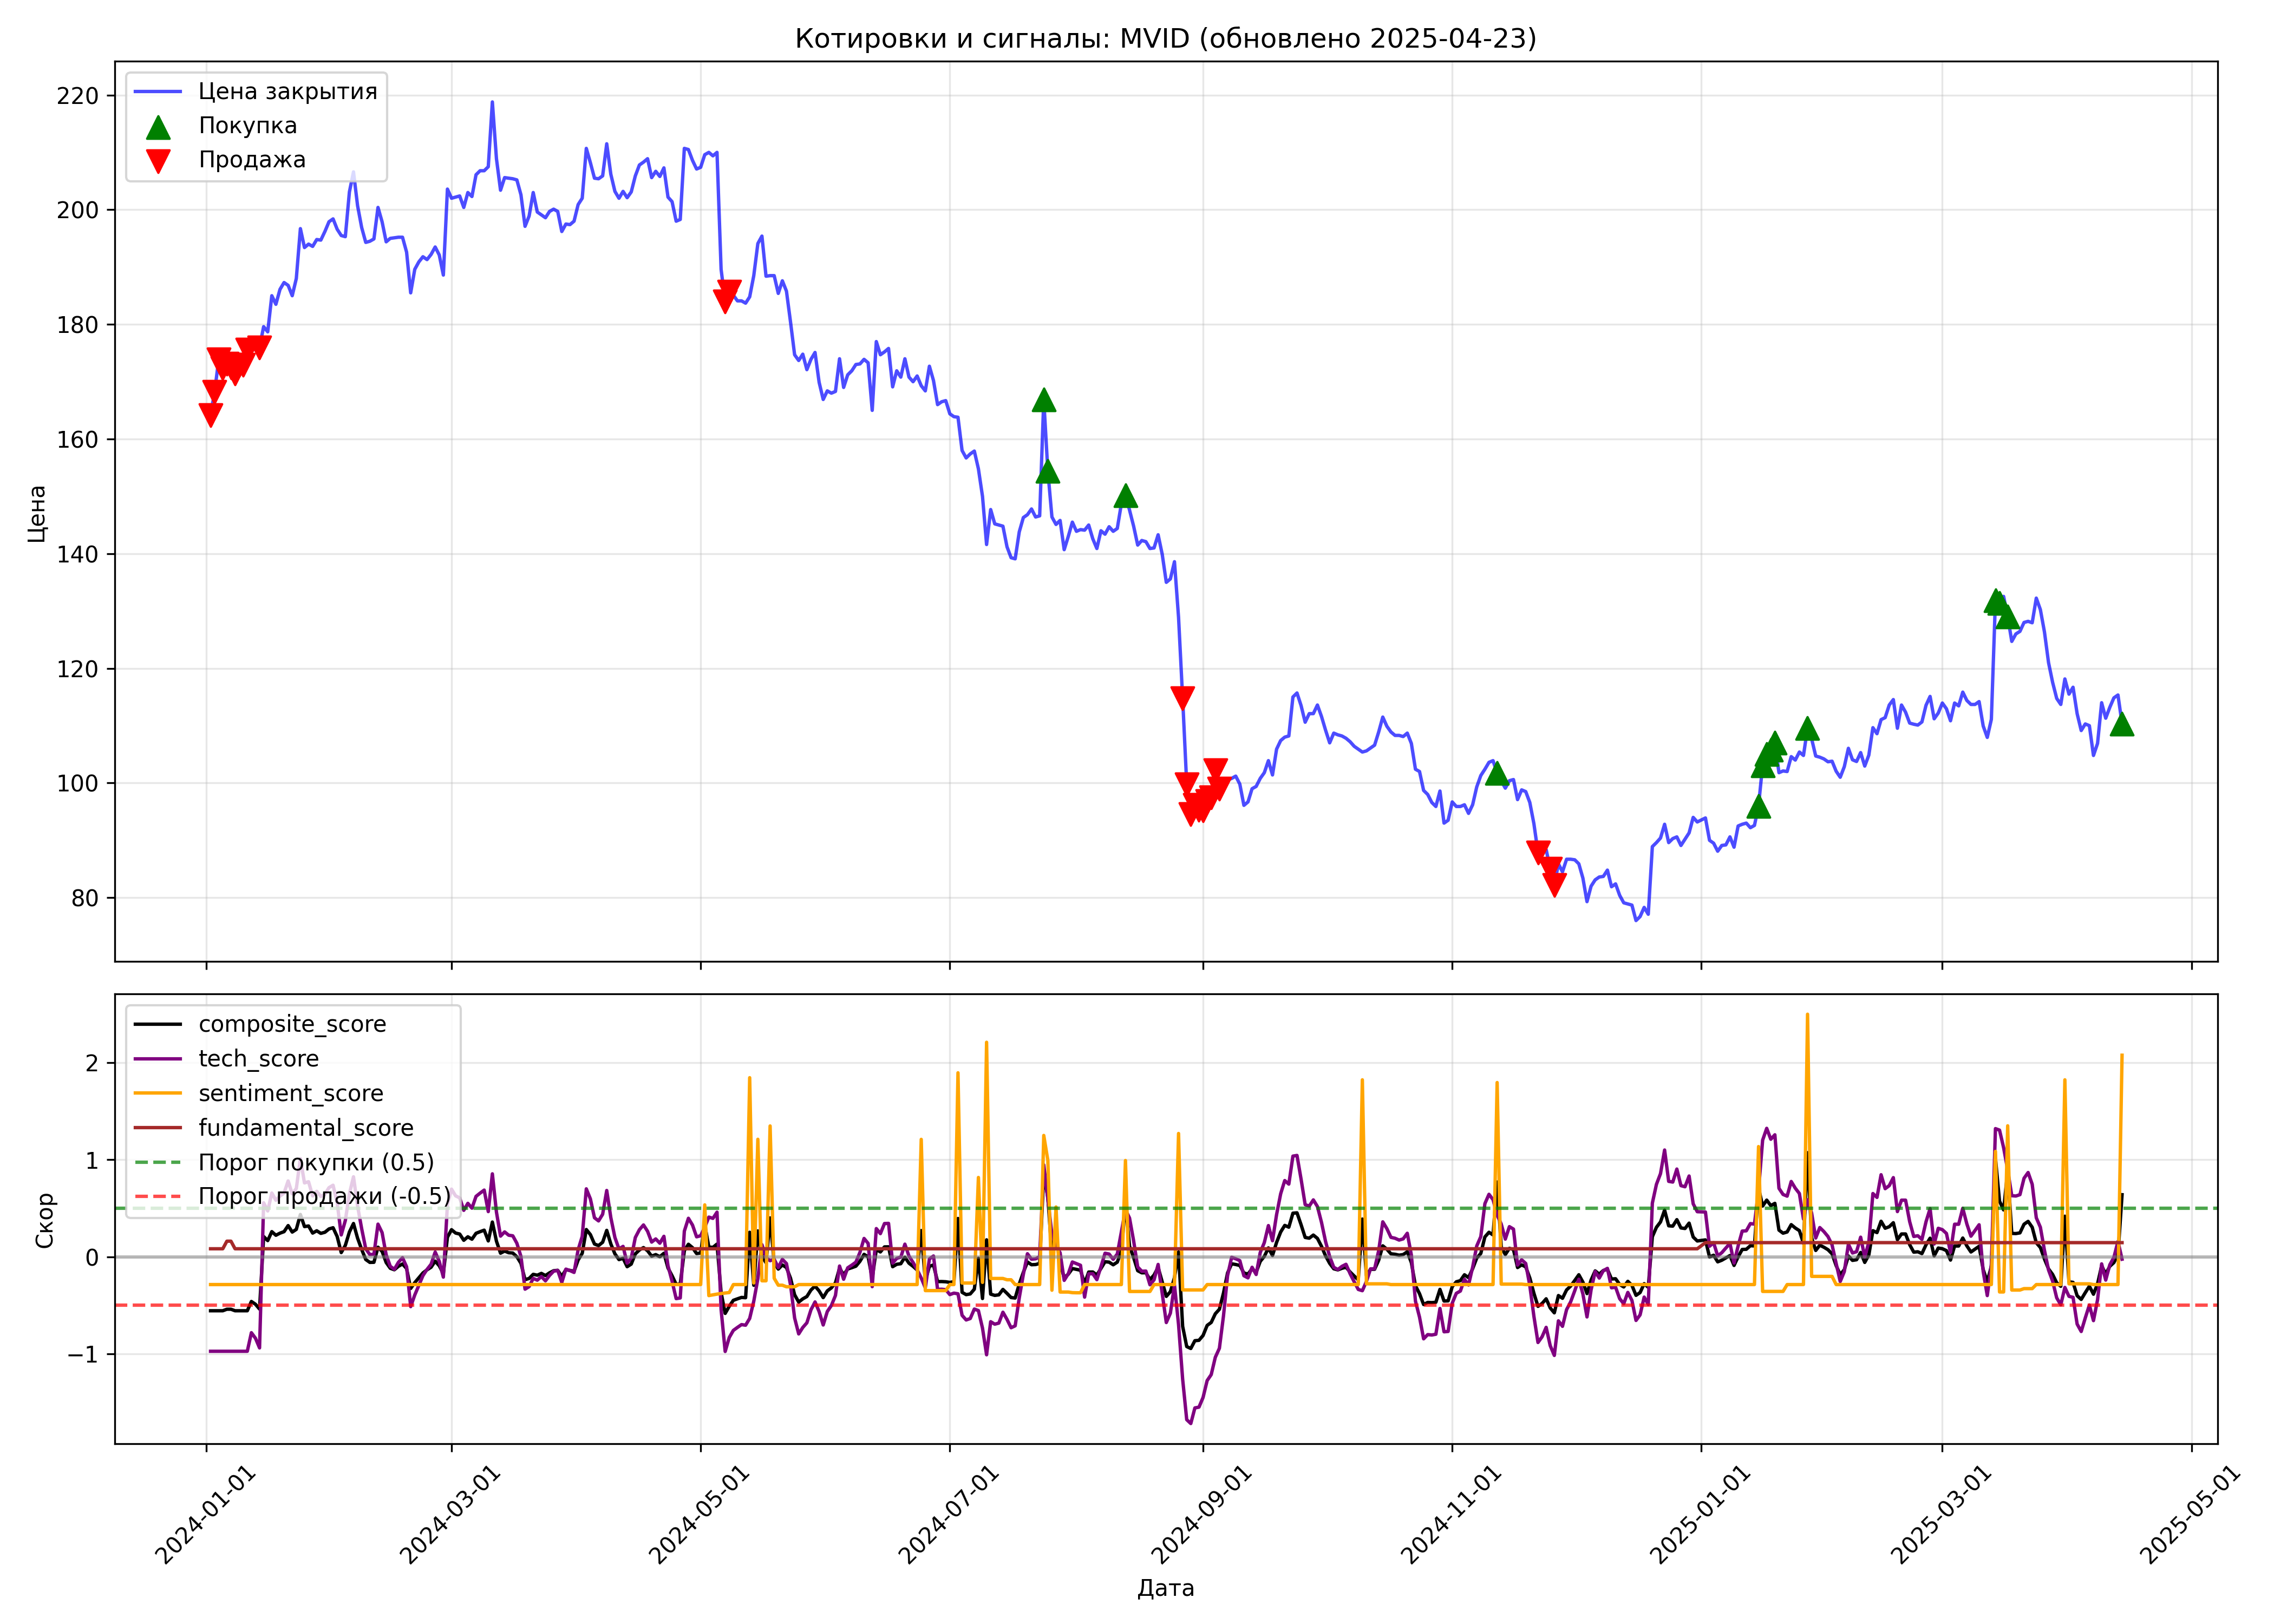 Котировки и сигналы: MVID (обновлено 2025-04-23)
Цена закрытия
Покупка
Продажа
220
200
180
160
140
120
100
80
Цена
composite_score
tech_score
sentiment_score
fundamental_score
Порог покупки (0.5)
Порог продажи (-0.5)
2
1
0
−1
Скор
2024-01-01
2024-03-01
2024-05-01
2024-07-01
2024-09-01
2024-11-01
2025-01-01
2025-03-01
2025-05-01
Дата